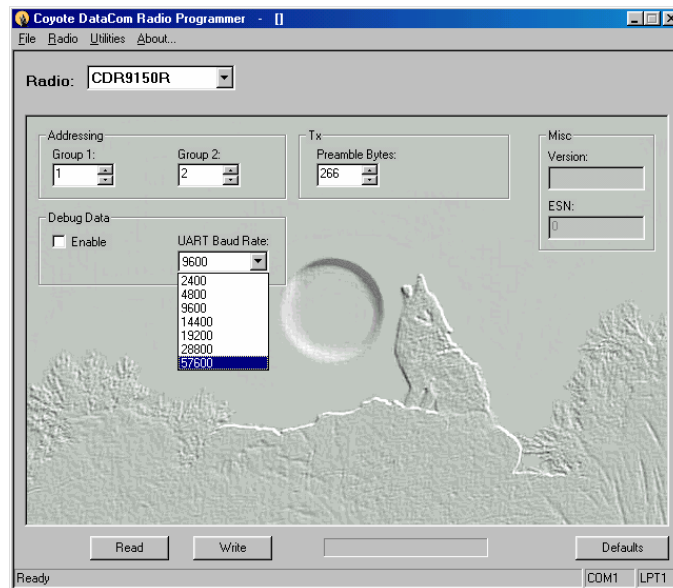 Coyote DataCom Radio Programmer - []
File Radio Utilities About...
Radio: CDR9150R
Addressing
Group 1: Group 2:
1 2
Tx
Preamble Bytes:
266
Misc
Version:
ESN:
0
Debug Data
Enable
UART Baud Rate:
9600
2400
4800
9600
14400
19200
28800
57600
Read Write Defaults
Ready COM1 LPT1